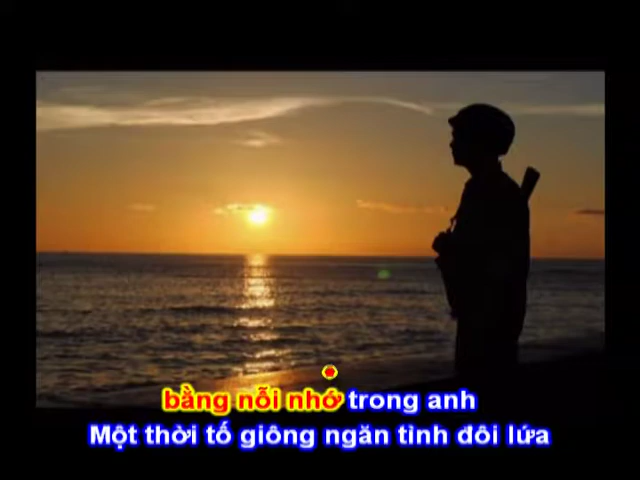 bằng nỗi nhớ trong anh
Một thời tố giông ngăn tình đôi lứa